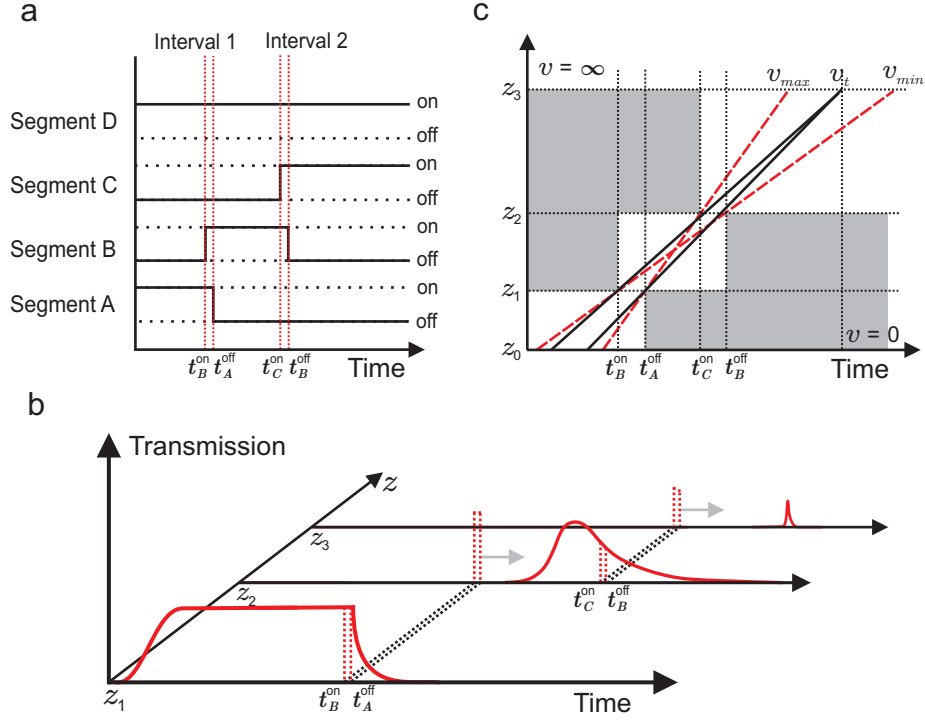 a
Interval 1 Interval 2
on
Segment D
off
on
Segment C
off
on
Segment B
off
on
Segment A
off
t_B^on t_A^off t_C^on t_B^off Time
c
v = ∞
v_max v_t v_min
z_3
z_2
z_1
z_0
v = 0
t_B^on t_A^off t_C^on t_B^off Time
b
Transmission
z
z_3
z_2
t_C^on t_B^off
z_1
t_B^on t_A^off Time